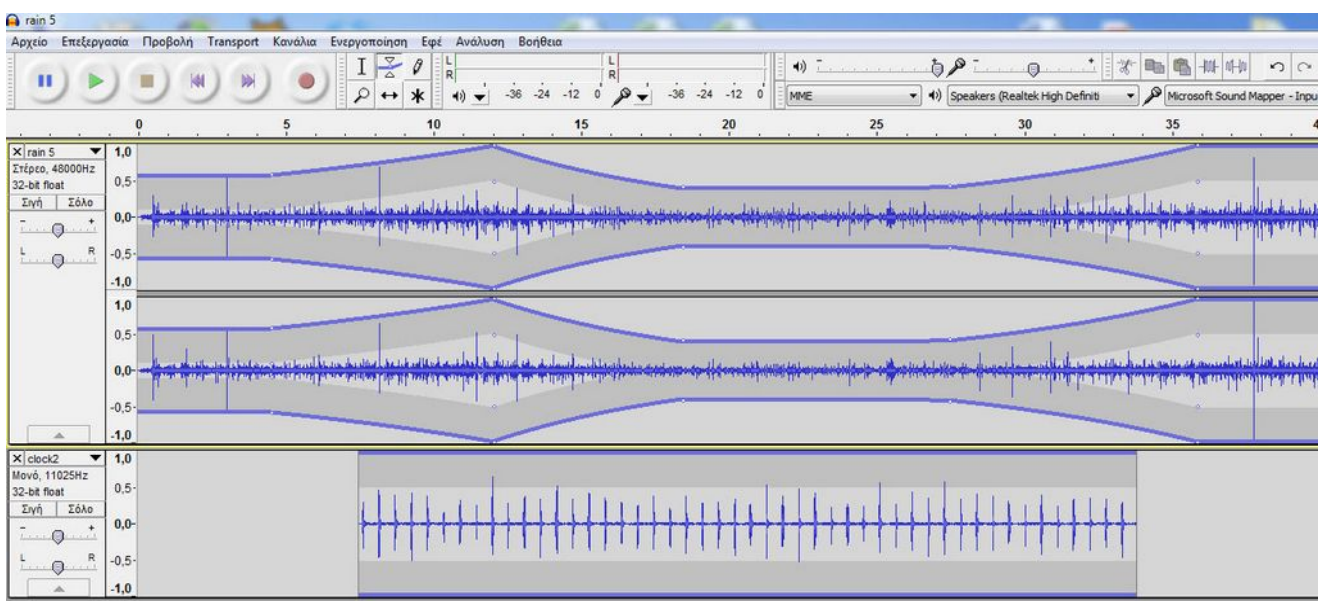 rain 5
Αρχείο Επεξεργασία Προβολή Transport Κανάλια Ενεργοποίηση Εφέ Ανάλυση Βοήθεια
L
R
-36 -24 -12 0
L
R
-36 -24 -12 0
- +
- +
MME
Speakers (Realtek High Definiti
Microsoft Sound Mapper - Inpu
0 5 10 15 20 25 30 35 4
X rain 5
Στέρεο, 48000Hz
32-bit float
Σιγή Σόλο
- +
L R
1,0
0,5-
0,0-
-0,5-
-1,0
1,0
0,5-
0,0-
-0,5-
-1,0
X clock2
Μονό, 11025Hz
32-bit float
Σιγή Σόλο
- +
L R
1,0
0,5-
0,0-
-0,5-
-1,0